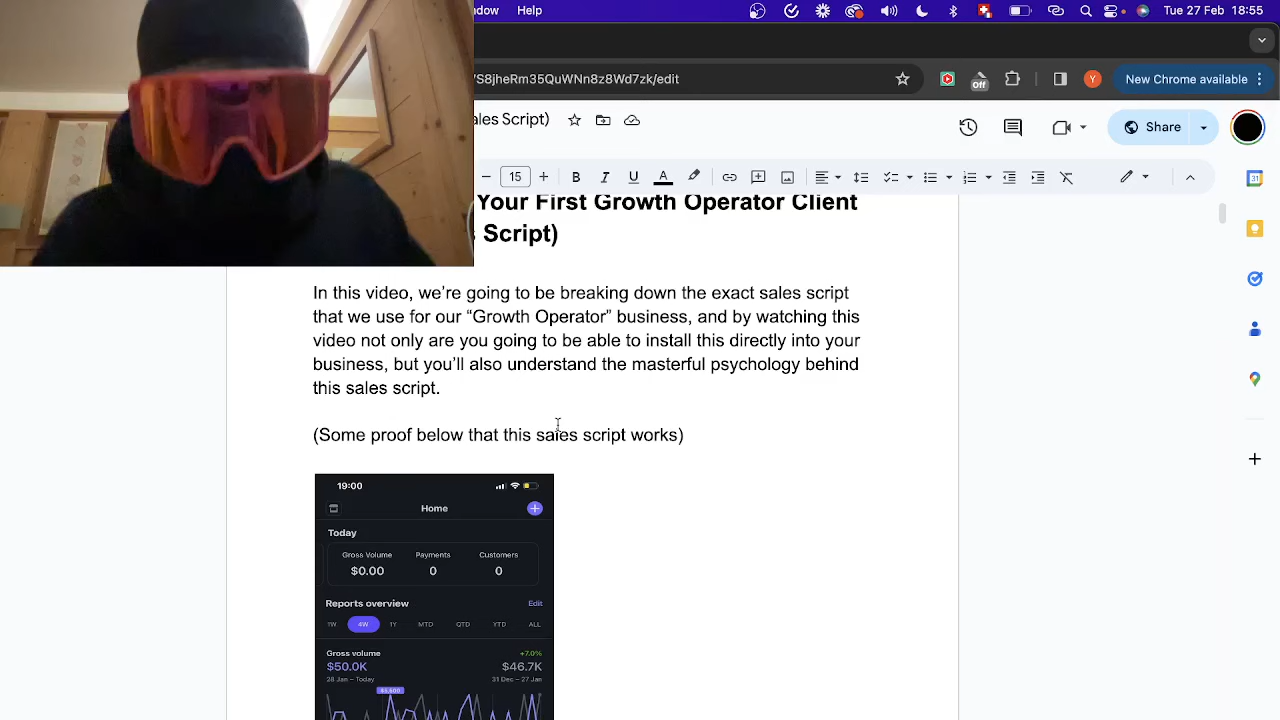 ndow Help Tue 27 Feb 18:55
/S8jheRm35QuWNn8z8Wd7zk/edit Off Y New Chrome available
ales Script) Share
15 B I U A
Your First Growth Operator Client
Script)
In this video, we’re going to be breaking down the exact sales script
that we use for our “Growth Operator” business, and by watching this
video not only are you going to be able to install this directly into your
business, but you’ll also understand the masterful psychology behind
this sales script.
(Some proof below that this sales script works)
19:00
Home
Today
Gross Volume Payments Customers
$0.00 0 0
Reports overview Edit
1W 4W 1Y MTD QTD YTD ALL
Gross volume +7.0%
$50.0K $46.7K
28 Jan – Today 31 Dec – 27 Jan
$6,600
31